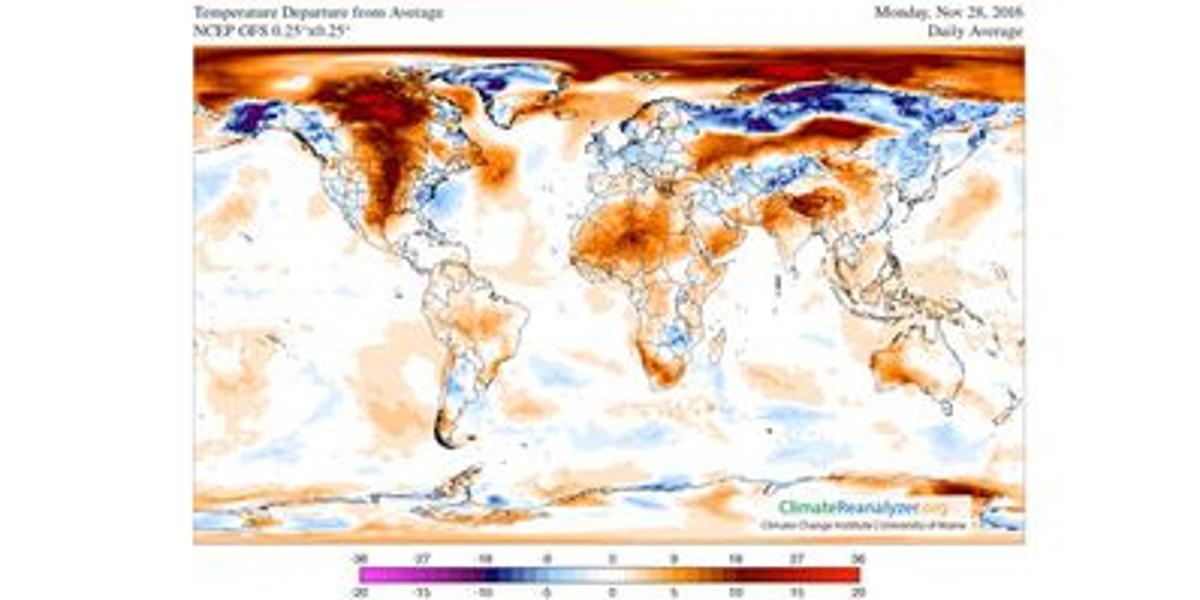 Temperature Departure from Average
NCEP GFS 0.25°x0.25°
Monday, Nov 28, 2016
Daily Average
ClimateReanalyzer.org
Climate Change Institute | University of Maine
-36 -27 -18 -9 0 9 18 27 36
-20 -15 -10 -5 0 5 10 15 20